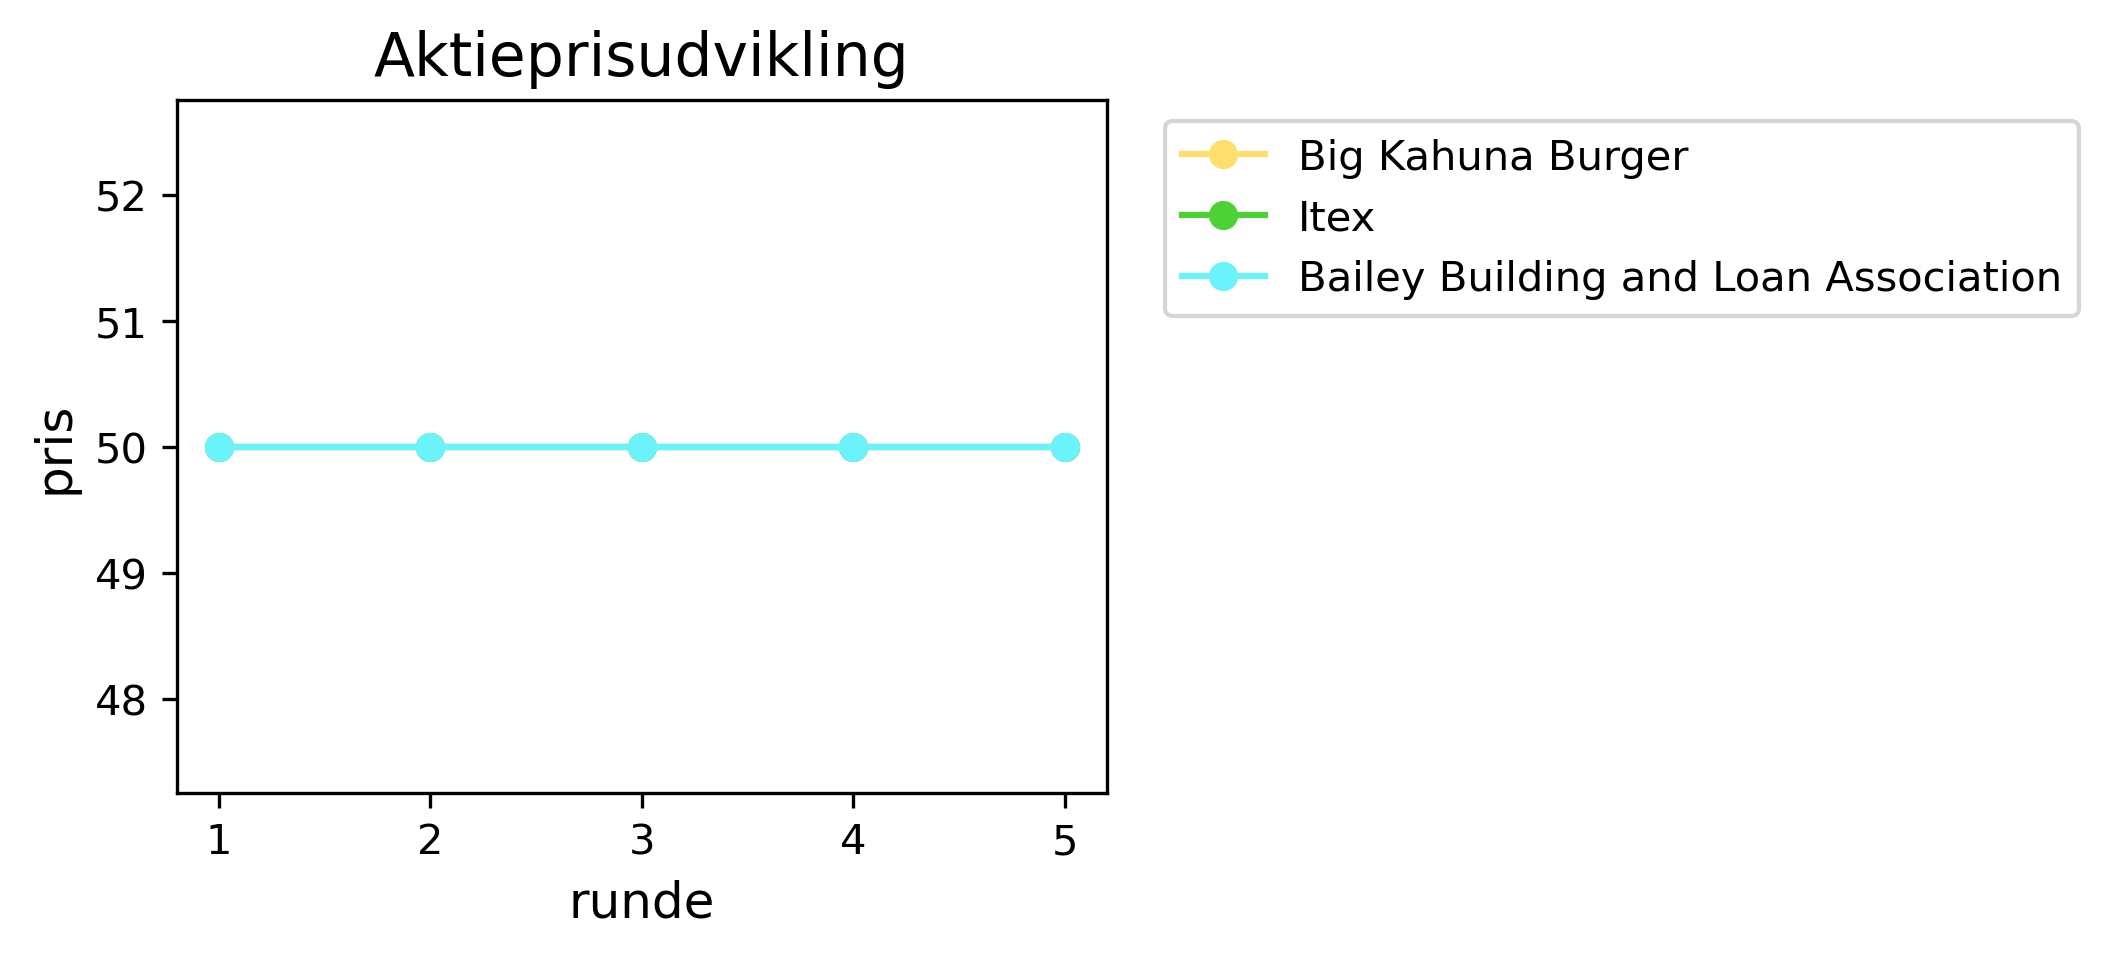 Aktieprisudvikling
52
51
50
49
48
pris
1 2 3 4 5
runde
Big Kahuna Burger
Itex
Bailey Building and Loan Association